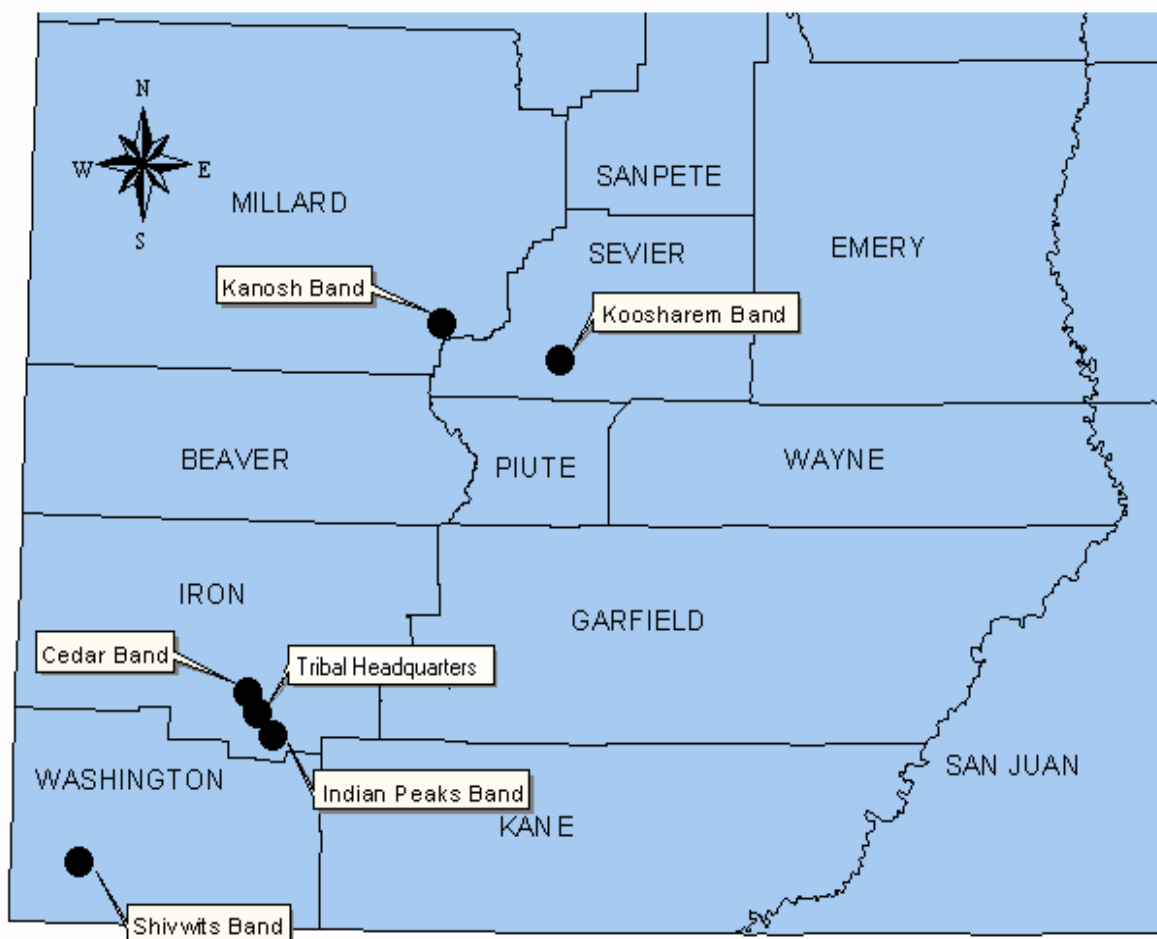 N
W
E
S
SANPETE
MILLARD
SEVIER
EMERY
Kanosh Band
Koosharem Band
BEAVER
PIUTE
WAYNE
IRON
GARFIELD
Cedar Band
Tribal Headquarters
WASHINGTON
SAN JUAN
Indian Peaks Band
KANE
Shivwits Band